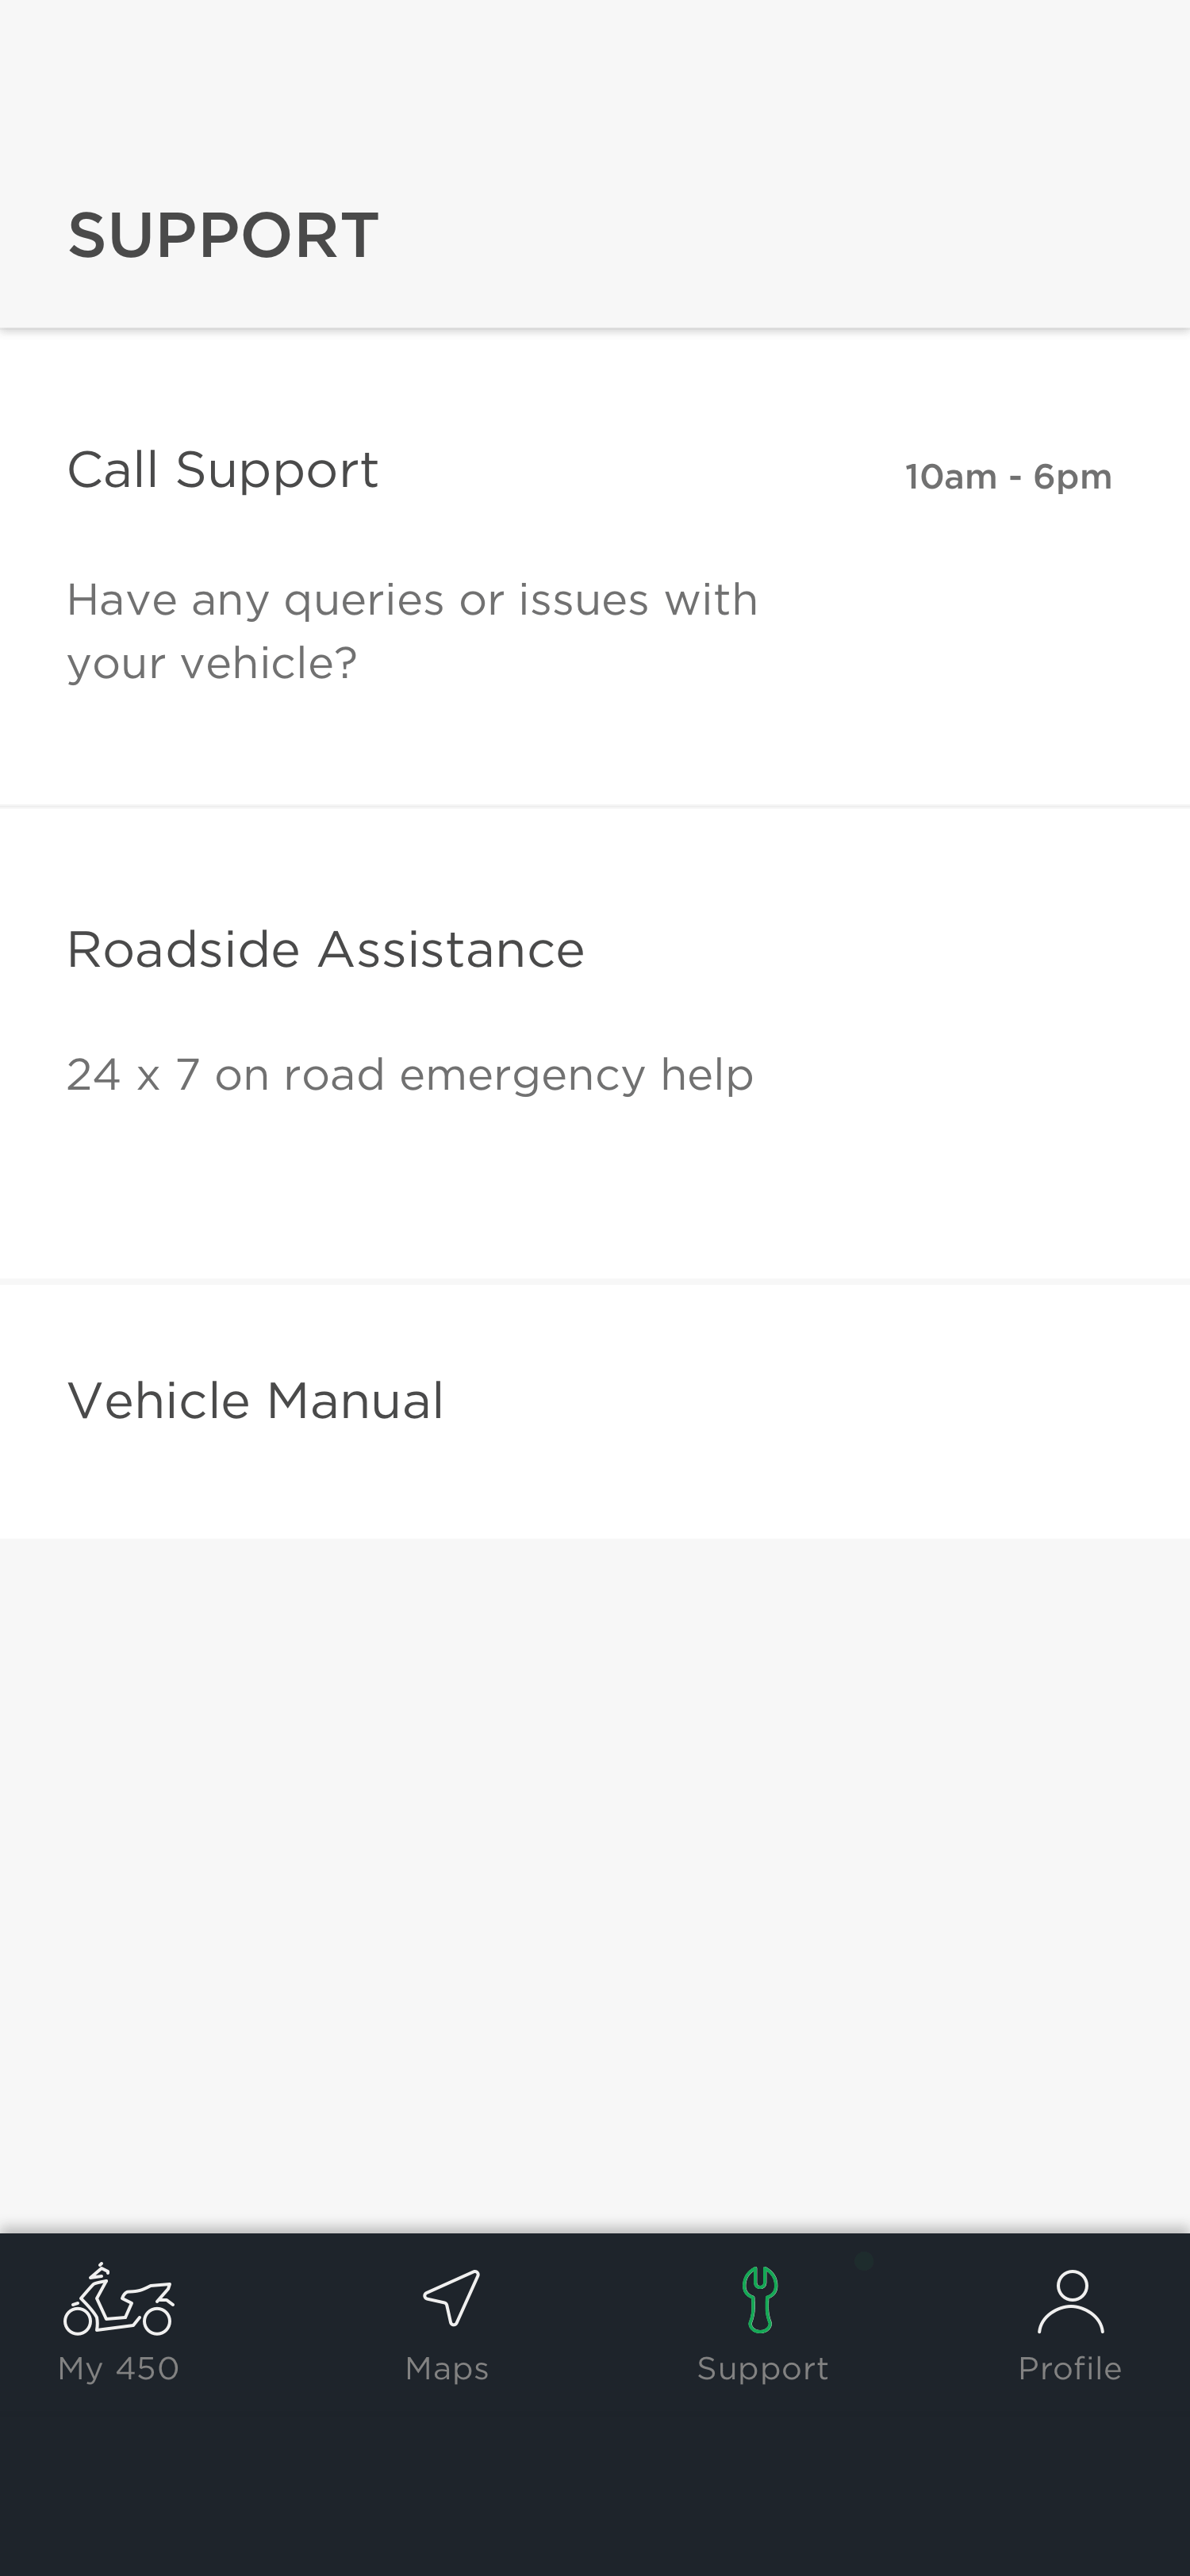 SUPPORT
Call Support
10am - 6pm
Have any queries or issues with
your vehicle?
Roadside Assistance
24 x 7 on road emergency help
Vehicle Manual
My 450
Maps
Support
Profile